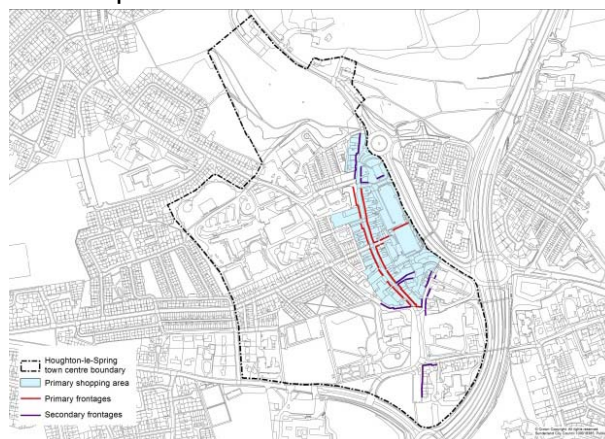 Houghton-le-Spring
town centre boundary
Primary shopping area
Primary frontages
Secondary frontages